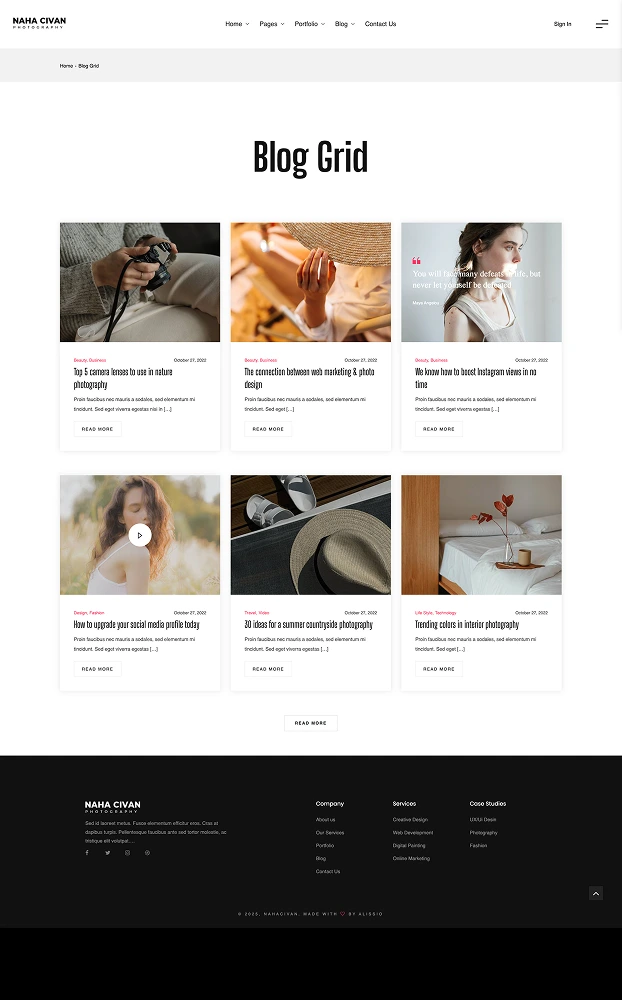 NAHA CIVAN
PHOTOGRAPHY
Home Pages Portfolio Blog Contact Us
Sign In
Home - Blog Grid
Blog Grid
You will face many defeats in life, but
never let yourself be defeated
Maya Angelou
Beauty, Business October 27, 2022
Top 5 camera lenses to use in nature
photography
Proin faucibus nec mauris a sodales, sed elementum mi
tincidunt. Sed eget viverra egestas nisi in [...]
READ MORE
Beauty, Business October 27, 2022
The connection between web marketing & photo
design
Proin faucibus nec mauris a sodales, sed elementum mi
tincidunt. Sed eget [...]
READ MORE
Beauty, Business October 27, 2022
We know how to boost Instagram views in no
time
Proin faucibus nec mauris a sodales, sed elementum mi
tincidunt. Sed eget viverra egestas [...]
READ MORE
Design, Fashion October 27, 2022
How to upgrade your social media profile today
Proin faucibus nec mauris a sodales, sed elementum mi
tincidunt. Sed eget viverra egestas [...]
READ MORE
Travel, Video October 27, 2022
30 ideas for a summer countryside photography
Proin faucibus nec mauris a sodales, sed elementum mi
tincidunt. Sed eget viverra egestas [...]
READ MORE
Life Style, Technology October 27, 2022
Trending colors in interior photography
Proin faucibus nec mauris a sodales, sed elementum mi
tincidunt. Sed eget [...]
READ MORE
READ MORE
NAHA CIVAN
PHOTOGRAPHY
Sed id laoreet metus. Fusce elementum efficitur eros. Cras at
dapibus turpis. Pellentesque faucibus ante sed tortor molestie, ac
tristique elit volutpat....
Company
About us
Our Services
Portfolio
Blog
Contact Us
Services
Creative Design
Web Development
Digital Painting
Online Marketing
Case Studies
UX/UI Desin
Photography
Fashion
© 2025, NAHACIVAN. MADE WITH ♡ BY ALISSIO